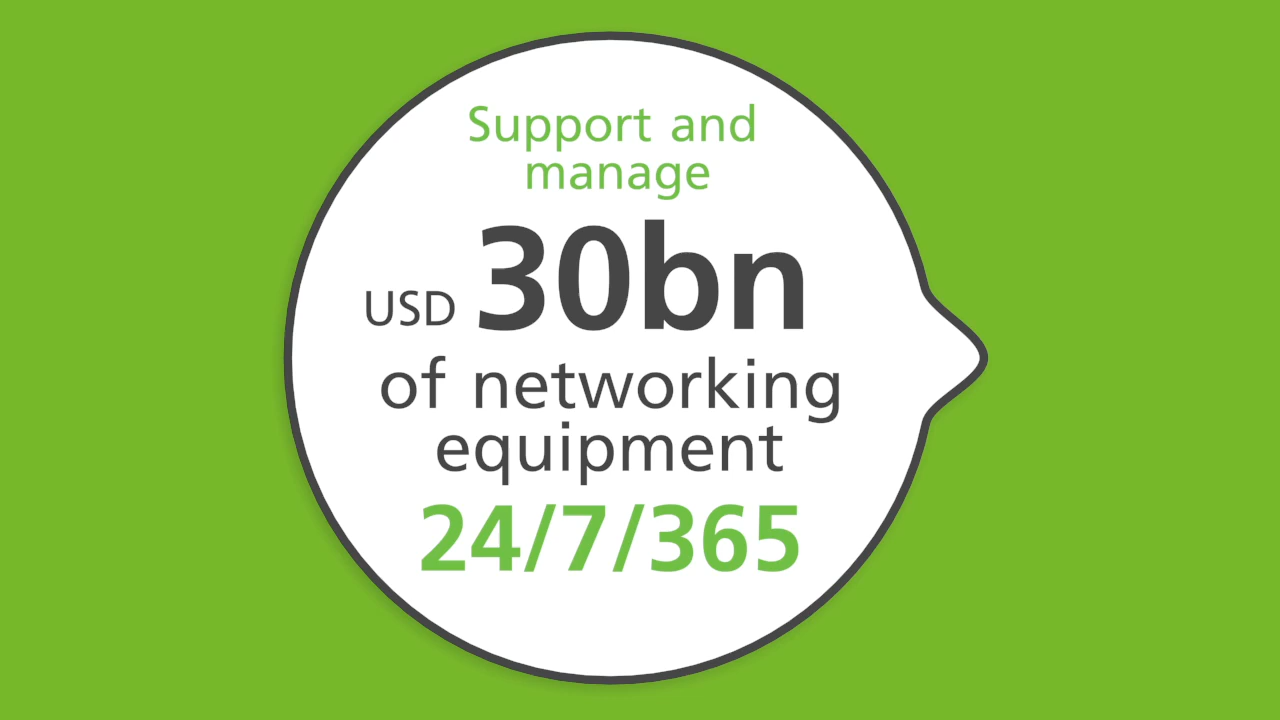 Support and
manage
USD 30bn
of networking
equipment
24/7/365